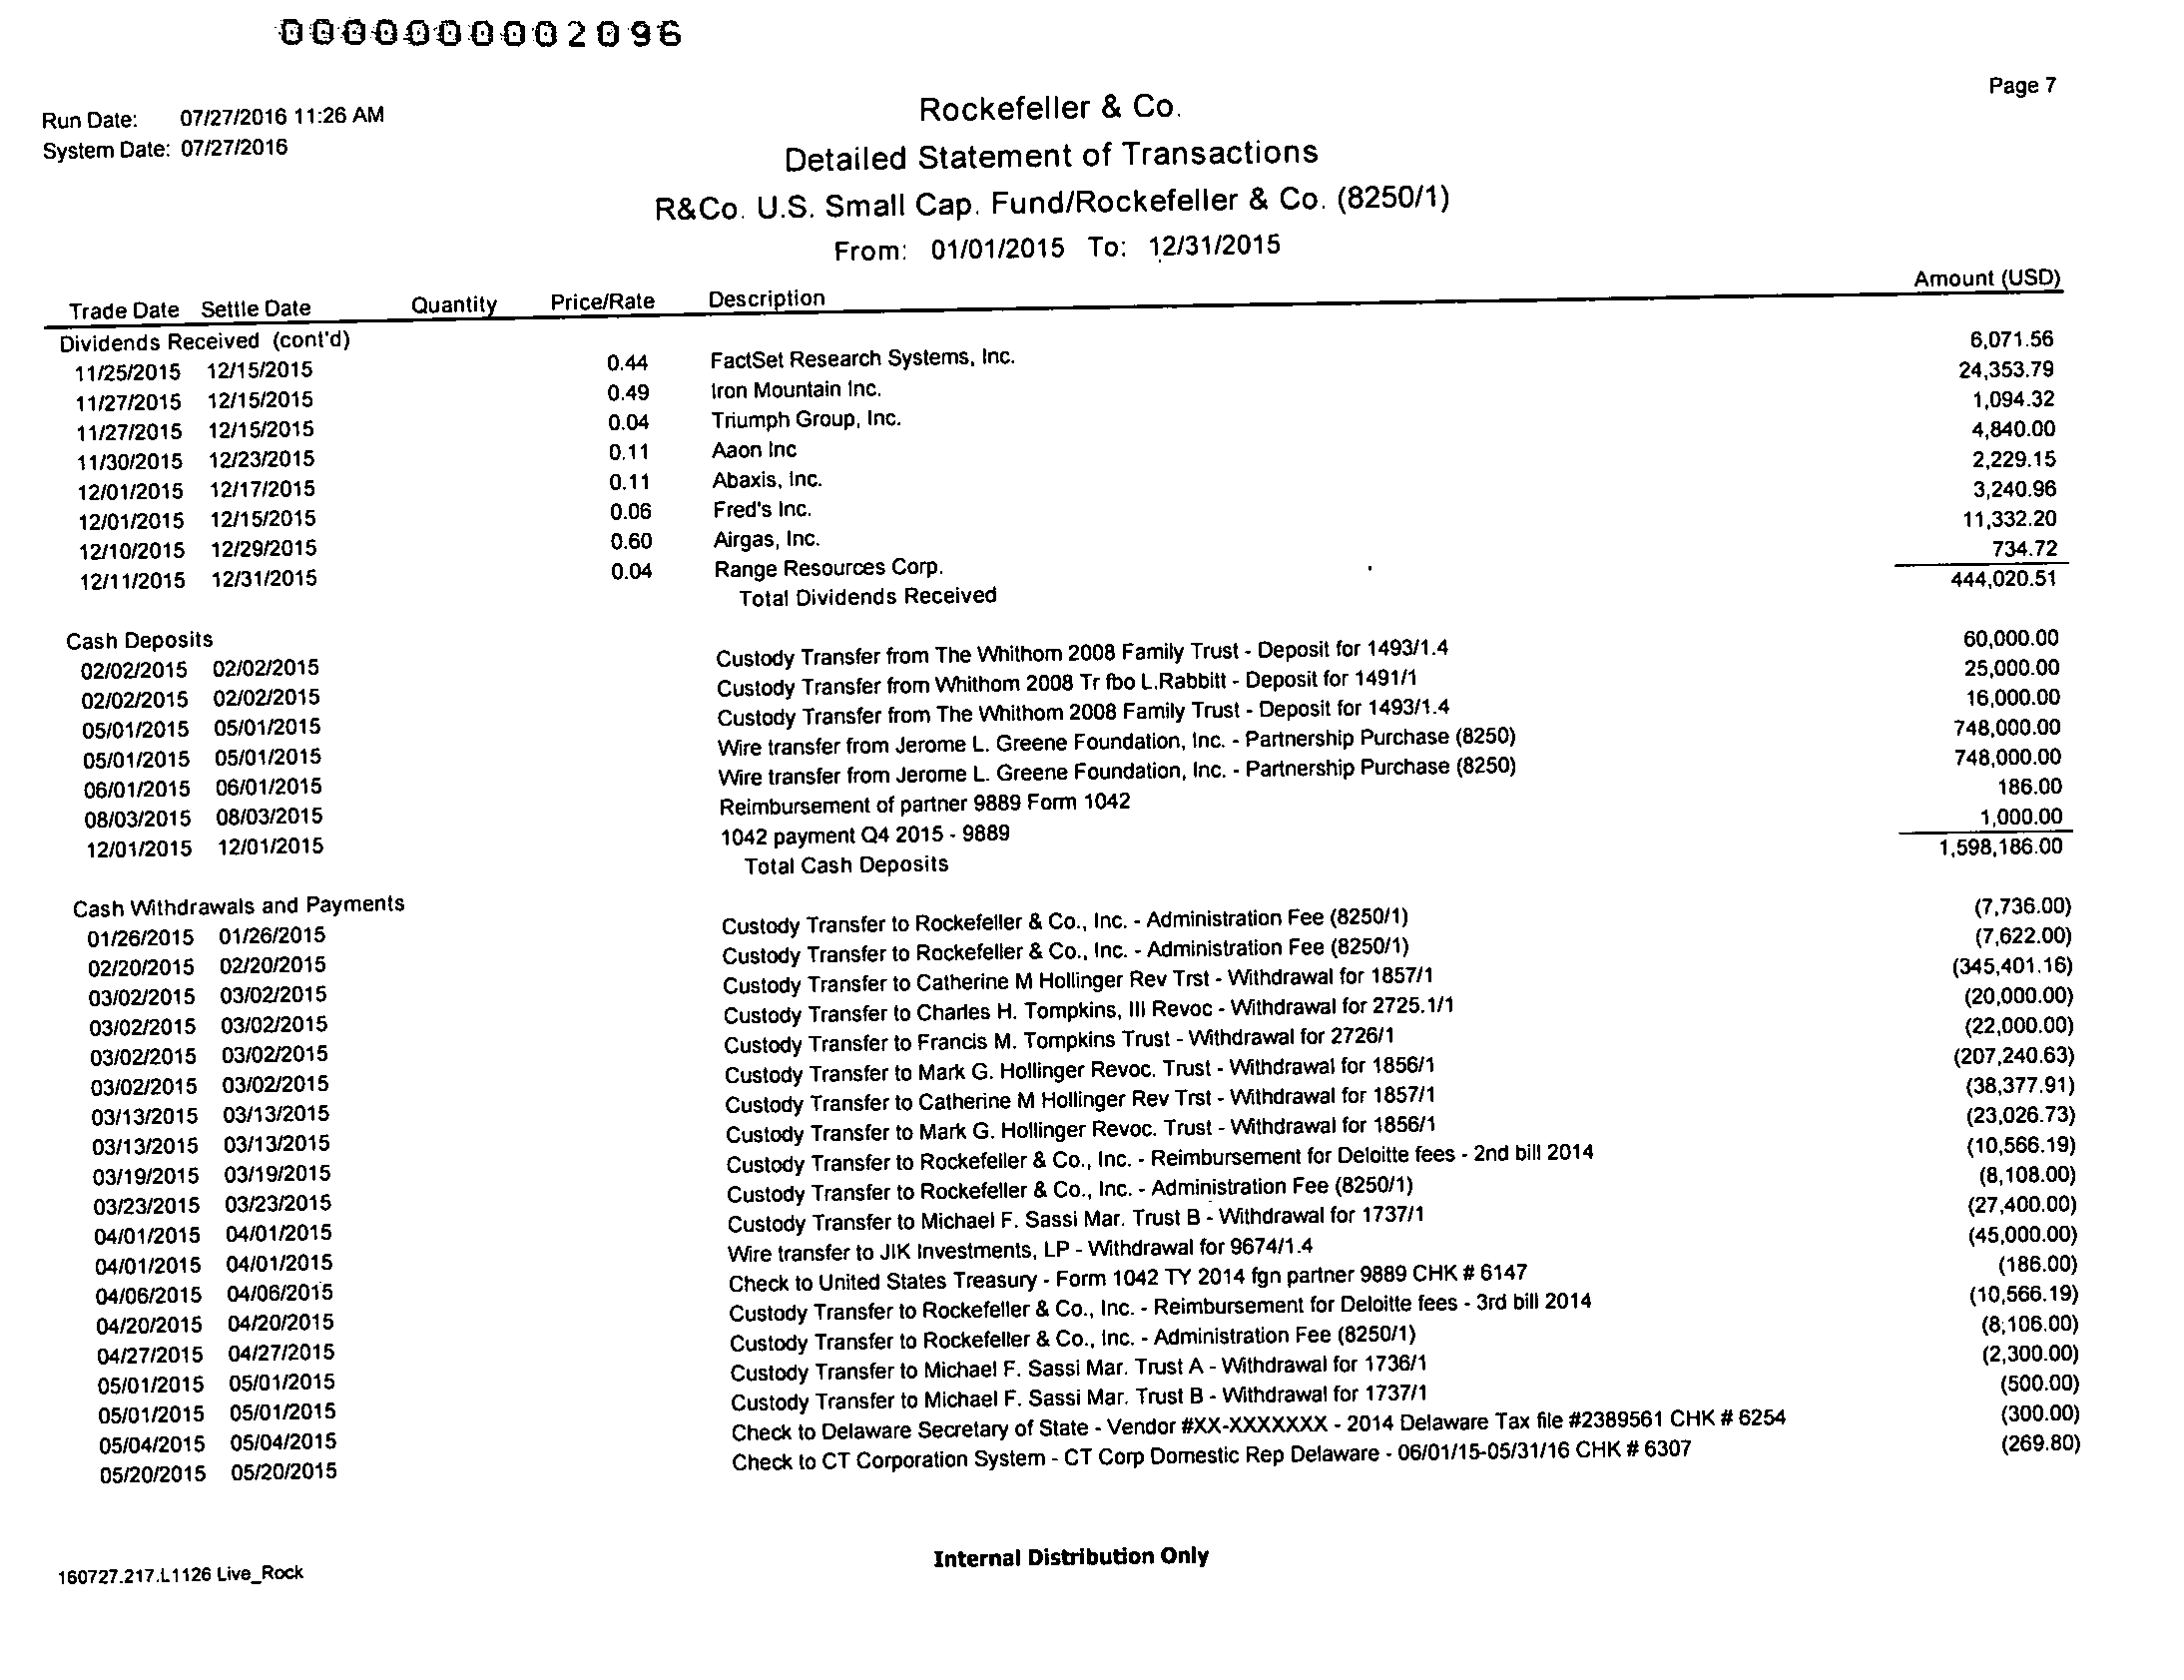 0000000002096
Page 7
Run Date: 07/27/2016 11:26 AM
System Date: 07/27/2016
Rockefeller & Co.
Detailed Statement of Transactions
R&Co. U.S. Small Cap. Fund/Rockefeller & Co. (8250/1)
From: 01/01/2015 To: 12/31/2015
Trade Date Settle Date Quantity Price/Rate Description Amount (USD)
Dividends Received (cont'd)
11/25/2015 12/15/2015 0.44 FactSet Research Systems, Inc. 6,071.56
11/27/2015 12/15/2015 0.49 Iron Mountain Inc. 24,353.79
11/27/2015 12/15/2015 0.04 Triumph Group, Inc. 1,094.32
11/30/2015 12/23/2015 0.11 Aaon Inc 4,840.00
12/01/2015 12/17/2015 0.11 Abaxis, Inc. 2,229.15
12/01/2015 12/15/2015 0.06 Fred's Inc. 3,240.96
12/10/2015 12/29/2015 0.60 Airgas, Inc. 11,332.20
12/11/2015 12/31/2015 0.04 Range Resources Corp. 734.72
Total Dividends Received 444,020.51
Cash Deposits
02/02/2015 02/02/2015 Custody Transfer from The Whithom 2008 Family Trust - Deposit for 1493/1.4 60,000.00
02/02/2015 02/02/2015 Custody Transfer from Whithom 2008 Tr fbo L.Rabbitt - Deposit for 1491/1 25,000.00
05/01/2015 05/01/2015 Custody Transfer from The Whithom 2008 Family Trust - Deposit for 1493/1.4 16,000.00
05/01/2015 05/01/2015 Wire transfer from Jerome L. Greene Foundation, Inc. - Partnership Purchase (8250) 748,000.00
06/01/2015 06/01/2015 Wire transfer from Jerome L. Greene Foundation, Inc. - Partnership Purchase (8250) 748,000.00
08/03/2015 08/03/2015 Reimbursement of partner 9889 Form 1042 186.00
12/01/2015 12/01/2015 1042 payment Q4 2015 - 9889 1,000.00
Total Cash Deposits 1,598,186.00
Cash Withdrawals and Payments
01/26/2015 01/26/2015 Custody Transfer to Rockefeller & Co., Inc. - Administration Fee (8250/1) (7,736.00)
02/20/2015 02/20/2015 Custody Transfer to Rockefeller & Co., Inc. - Administration Fee (8250/1) (7,622.00)
03/02/2015 03/02/2015 Custody Transfer to Catherine M Hollinger Rev Trst - Withdrawal for 1857/1 (345,401.16)
03/02/2015 03/02/2015 Custody Transfer to Charles H. Tompkins, III Revoc - Withdrawal for 2725.1/1 (20,000.00)
03/02/2015 03/02/2015 Custody Transfer to Francis M. Tompkins Trust - Withdrawal for 2726/1 (22,000.00)
03/02/2015 03/02/2015 Custody Transfer to Mark G. Hollinger Revoc. Trust - Withdrawal for 1856/1 (207,240.63)
03/13/2015 03/13/2015 Custody Transfer to Catherine M Hollinger Rev Trst - Withdrawal for 1857/1 (38,377.91)
03/13/2015 03/13/2015 Custody Transfer to Mark G. Hollinger Revoc. Trust - Withdrawal for 1856/1 (23,026.73)
03/19/2015 03/19/2015 Custody Transfer to Rockefeller & Co., Inc. - Reimbursement for Deloitte fees - 2nd bill 2014 (10,566.19)
03/23/2015 03/23/2015 Custody Transfer to Rockefeller & Co., Inc. - Administration Fee (8250/1) (8,108.00)
04/01/2015 04/01/2015 Custody Transfer to Michael F. Sassi Mar. Trust B - Withdrawal for 1737/1 (27,400.00)
04/01/2015 04/01/2015 Wire transfer to JIK Investments, LP - Withdrawal for 9674/1.4 (45,000.00)
04/06/2015 04/06/2015 Check to United States Treasury - Form 1042 TY 2014 fgn partner 9889 CHK # 6147 (186.00)
04/20/2015 04/20/2015 Custody Transfer to Rockefeller & Co., Inc. - Reimbursement for Deloitte fees - 3rd bill 2014 (10,566.19)
04/27/2015 04/27/2015 Custody Transfer to Rockefeller & Co., Inc. - Administration Fee (8250/1) (8,106.00)
05/01/2015 05/01/2015 Custody Transfer to Michael F. Sassi Mar. Trust A - Withdrawal for 1736/1 (2,300.00)
05/01/2015 05/01/2015 Custody Transfer to Michael F. Sassi Mar. Trust B - Withdrawal for 1737/1 (500.00)
05/04/2015 05/04/2015 Check to Delaware Secretary of State - Vendor #XX-XXXXXXX - 2014 Delaware Tax file #2389561 CHK # 6254 (300.00)
05/20/2015 05/20/2015 Check to CT Corporation System - CT Corp Domestic Rep Delaware - 06/01/15-05/31/16 CHK # 6307 (269.80)
Internal Distribution Only
160727.217.L1126 Live_Rock